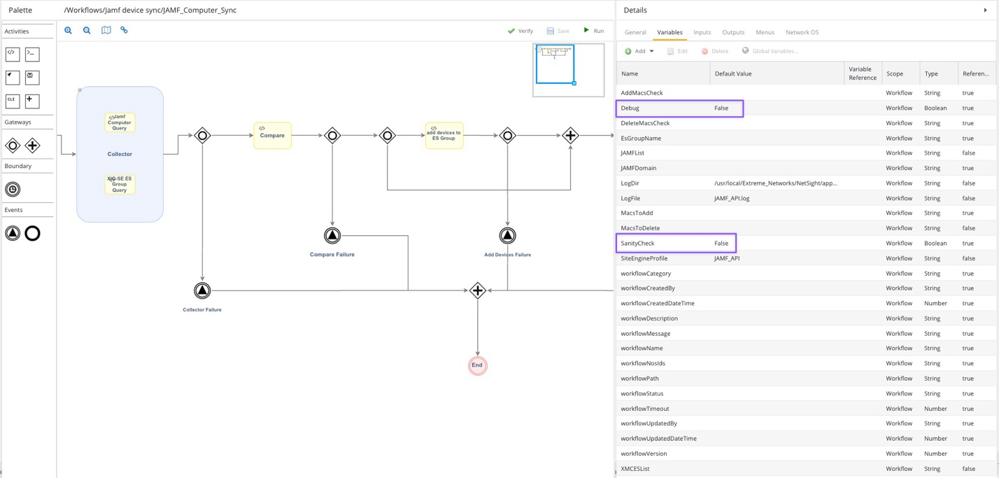 Palette
/Workflows/Jamf device sync/JAMF_Computer_Sync
Details
Activities
CLI
Gateways
Boundary
Events
Verify
Save
Run
Jamf
Computer
Query
Collector
XIQ-SE ES
Group
Query
Compare
add devices to
ES Group
Compare Failure
Add Devices Failure
Collector Failure
End
General Variables Inputs Outputs Menus Network OS
Add Edit Delete Global Variables...
Name Default Value Variable Reference Scope Type Referen...
AddMacsCheck Workflow String true
Debug False Workflow Boolean true
DeleteMacsCheck Workflow String true
EsGroupName Workflow String true
JAMFList Workflow String false
JAMFDomain Workflow String true
LogDir /usr/local/Extreme_Networks/NetSight/app... Workflow String false
LogFile JAMF_API.log Workflow String false
MacsToAdd Workflow String true
MacsToDelete Workflow String false
SanityCheck False Workflow Boolean true
SiteEngineProfile JAMF_API Workflow String false
workflowCategory Workflow String true
workflowCreatedBy Workflow String true
workflowCreatedDateTime Workflow Number true
workflowDescription Workflow String true
workflowMessage Workflow String true
workflowName Workflow String true
workflowNosIds Workflow String true
workflowPath Workflow String true
workflowStatus Workflow String true
workflowTimeout Workflow Number true
workflowUpdatedBy Workflow String true
workflowUpdatedDateTime Workflow Number true
workflowVersion Workflow Number true
XMCESList Workflow String false